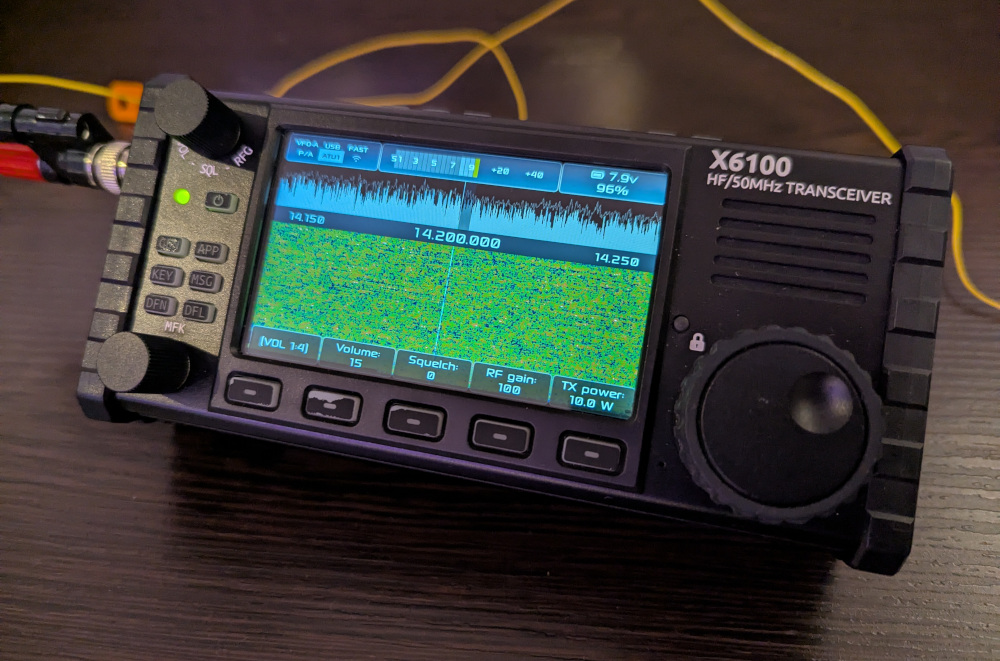 X6100
HF/50MHz TRANSCEIVER
VFO-A USB FAST
P/A ATU1
S1 3 5 7 9 +20 +40
7.9v
96%
14.150
14.200.000
14.250
[VOL 1:4]
Volume:
15
Squelch:
0
RF gain:
100
TX power:
10.0 W
SQL
RFG
APP
KEY
MSG
DFN
DFL
MFK